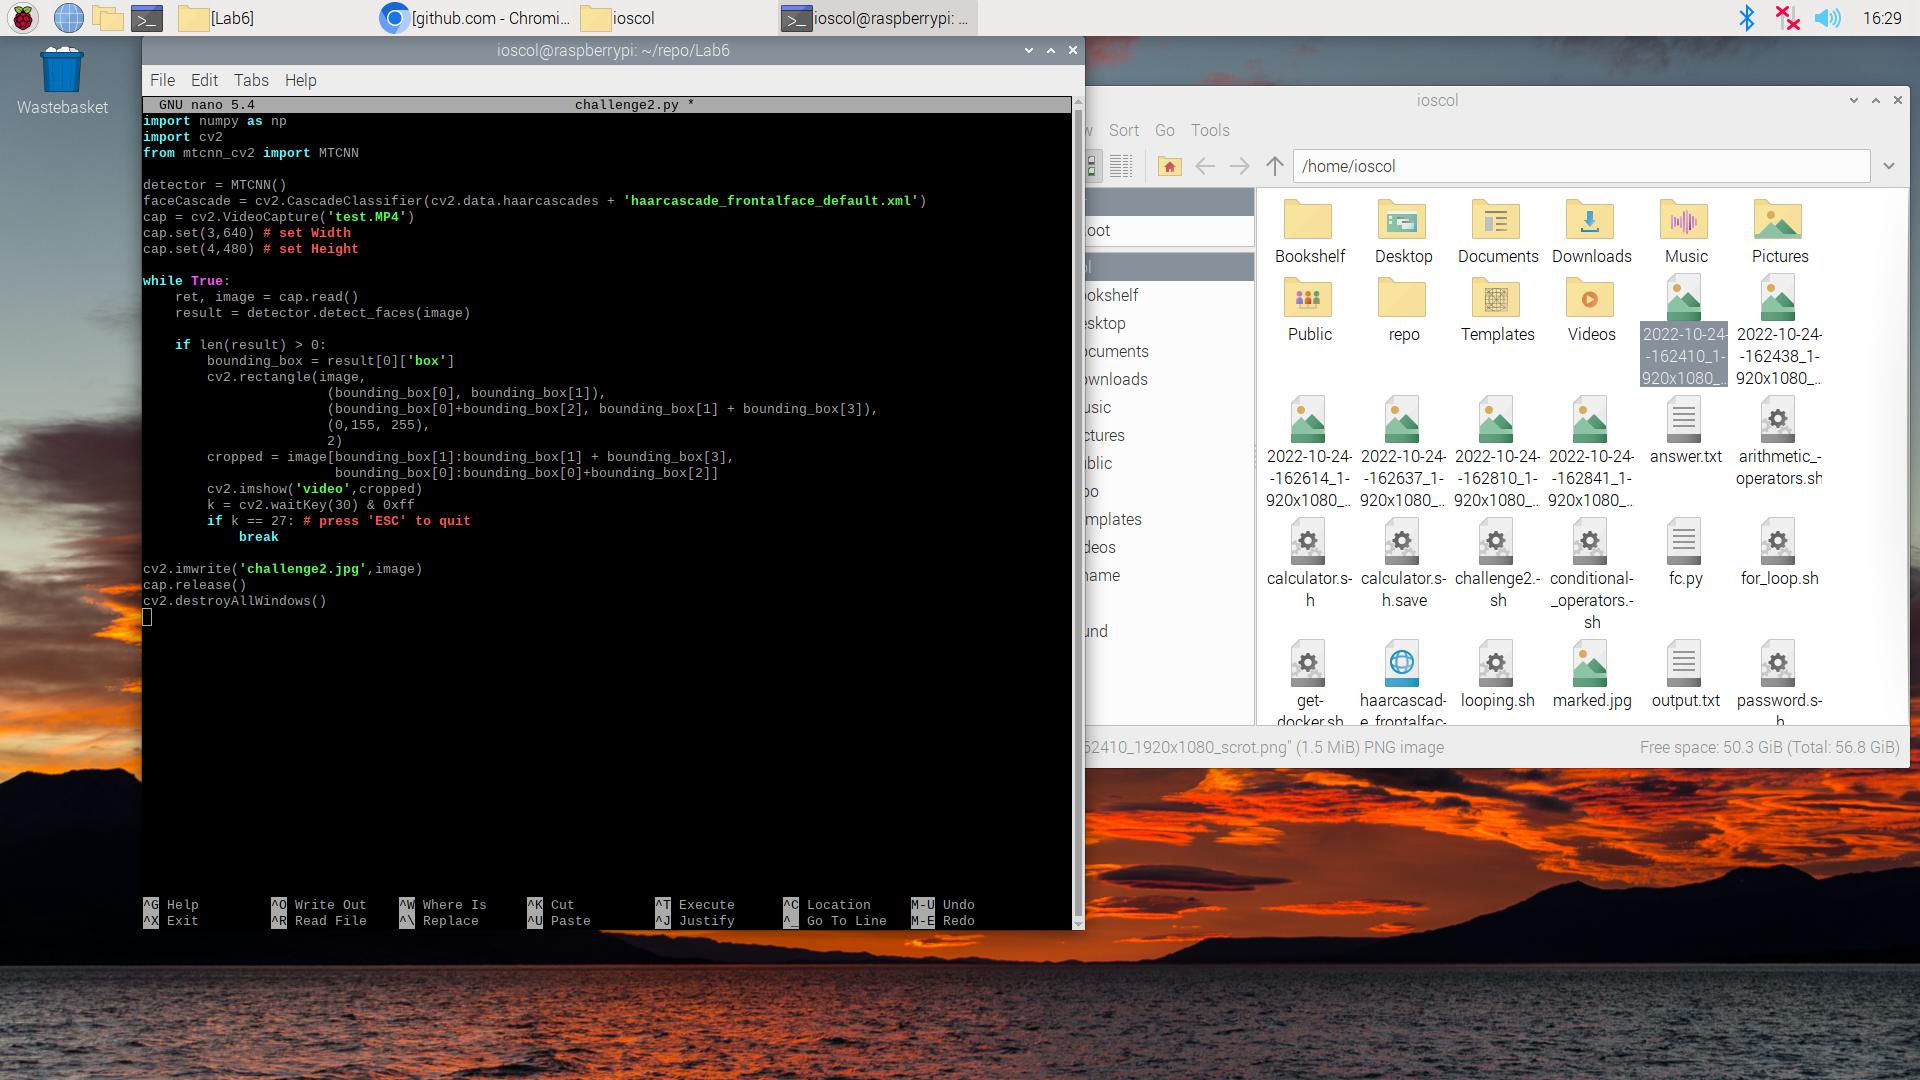 [Lab6]
[github.com - Chromi...
ioscol
ioscol@raspberrypi: ...
16:29
Wastebasket
ioscol@raspberrypi: ~/repo/Lab6
File Edit Tabs Help
GNU nano 5.4 challenge2.py *
import numpy as np
import cv2
from mtcnn_cv2 import MTCNN
detector = MTCNN()
faceCascade = cv2.CascadeClassifier(cv2.data.haarcascades + 'haarcascade_frontalface_default.xml')
cap = cv2.VideoCapture('test.MP4')
cap.set(3,640) # set Width
cap.set(4,480) # set Height
while True:
    ret, image = cap.read()
    result = detector.detect_faces(image)
    if len(result) > 0:
        bounding_box = result[0]['box']
        cv2.rectangle(image,
                       (bounding_box[0], bounding_box[1]),
                       (bounding_box[0]+bounding_box[2], bounding_box[1] + bounding_box[3]),
                       (0,155, 255),
                       2)
        cropped = image[bounding_box[1]:bounding_box[1] + bounding_box[3],
                        bounding_box[0]:bounding_box[0]+bounding_box[2]]
        cv2.imshow('video',cropped)
        k = cv2.waitKey(30) & 0xff
        if k == 27: # press 'ESC' to quit
            break
cv2.imwrite('challenge2.jpg',image)
cap.release()
cv2.destroyAllWindows()
^G Help ^O Write Out ^W Where Is ^K Cut ^T Execute ^C Location M-U Undo
^X Exit ^R Read File ^\ Replace ^U Paste ^J Justify ^_ Go To Line M-E Redo
ioscol
w Sort Go Tools
/home/ioscol
oot
ol
ookshelf
esktop
ocuments
ownloads
usic
ctures
ublic
po
mplates
deos
name
und
Bookshelf Desktop Documents Downloads Music Pictures
Public repo Templates Videos 2022-10-24- 2022-10-24-
-162410_1- -162438_1-
920x1080_... 920x1080_...
2022-10-24- 2022-10-24- 2022-10-24- 2022-10-24- answer.txt arithmetic_-
-162614_1- -162637_1- -162810_1- -162841_1- operators.sh
920x1080_... 920x1080_... 920x1080_... 920x1080_...
calculator.s- calculator.s- challenge2.- conditional- fc.py for_loop.sh
h h.save sh _operators.-
sh
get- haarcascad- looping.sh marked.jpg output.txt password.s-
docker.sh e_frontalfac- h
62410_1920x1080_scrot.png" (1.5 MiB) PNG image Free space: 50.3 GiB (Total: 56.8 GiB)